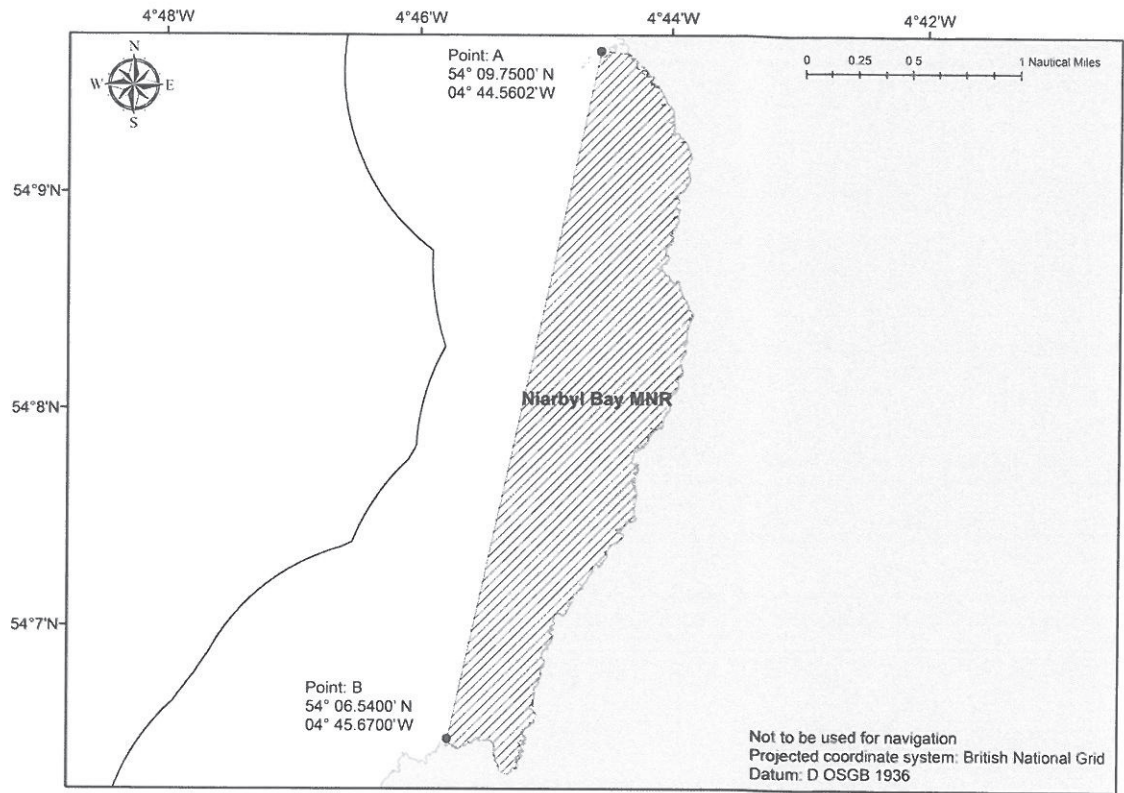 4°48'W
4°46'W
4°44'W
4°42'W
N
W
E
S
Point: A
54° 09.7500' N
04° 44.5602' W
0
0.25
0 5
1 Nautical Miles
54°9'N
54°8'N
Niarbyl Bay MNR
54°7'N
Point: B
54° 06.5400' N
04° 45.6700' W
Not to be used for navigation
Projected coordinate system: British National Grid
Datum: D OSGB 1936